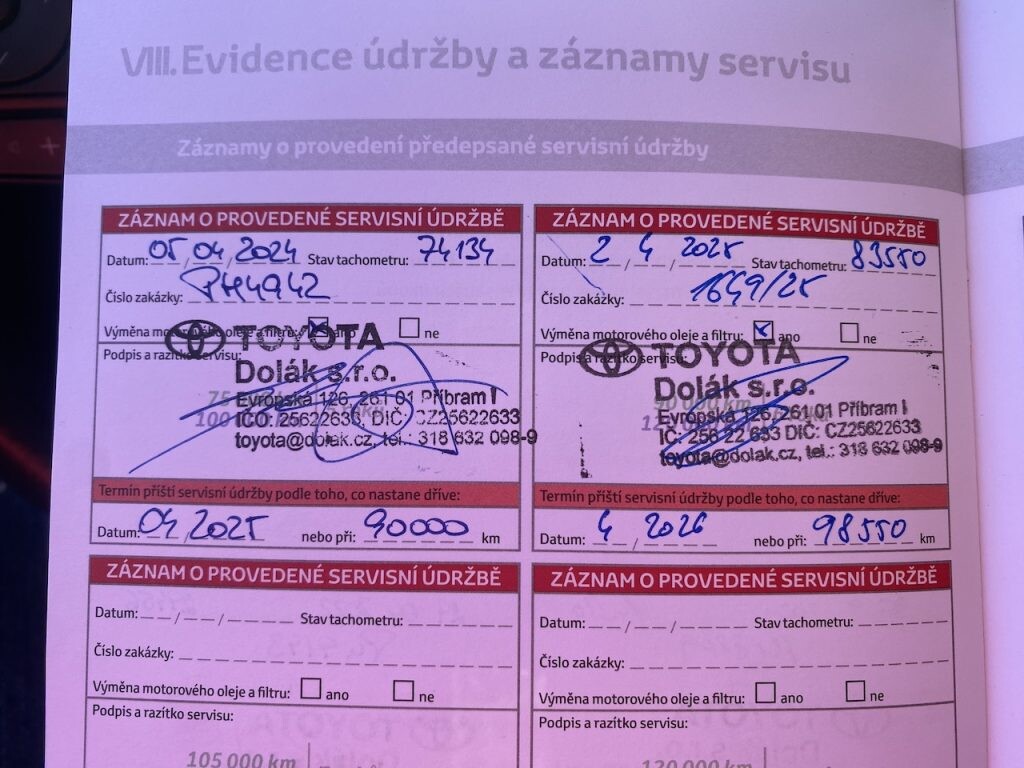 VIII. Evidence údržby a záznamy servisu
Záznamy o provedení předepsané servisní údržby
ZÁZNAM O PROVEDENÉ SERVISNÍ ÚDRŽBĚ
Datum: 05/04/2024 Stav tachometru: 74134
Číslo zakázky: PH4942
Výměna motorového oleje a filtru: ano ne
Podpis a razítko servisu:
TOYOTA
Dolák s.r.o.
Evropská 126, 261 01 Příbram I
IČO: 25622633, DIČ: CZ25622633
toyota@dolak.cz, tel.: 318 632 098-9
Termín příští servisní údržby podle toho, co nastane dříve:
Datum: 04/2025 nebo při: 90000 km
ZÁZNAM O PROVEDENÉ SERVISNÍ ÚDRŽBĚ
Datum: 2/4/2025 Stav tachometru: 83550
Číslo zakázky: 1649/25
Výměna motorového oleje a filtru: ano ne
Podpis a razítko servisu:
TOYOTA
Dolák s.r.o.
Evropská 126, 261 01 Příbram I
IČ: 256 22 633 DIČ: CZ25622633
toyota@dolak.cz, tel.: 318 632 098-9
Termín příští servisní údržby podle toho, co nastane dříve:
Datum: 4/2026 nebo při: 98550 km
ZÁZNAM O PROVEDENÉ SERVISNÍ ÚDRŽBĚ
Datum: / / Stav tachometru:
Číslo zakázky:
Výměna motorového oleje a filtru: ano ne
Podpis a razítko servisu:
105 000 km
ZÁZNAM O PROVEDENÉ SERVISNÍ ÚDRŽBĚ
Datum: / / Stav tachometru:
Číslo zakázky:
Výměna motorového oleje a filtru: ano ne
Podpis a razítko servisu:
120 000 km